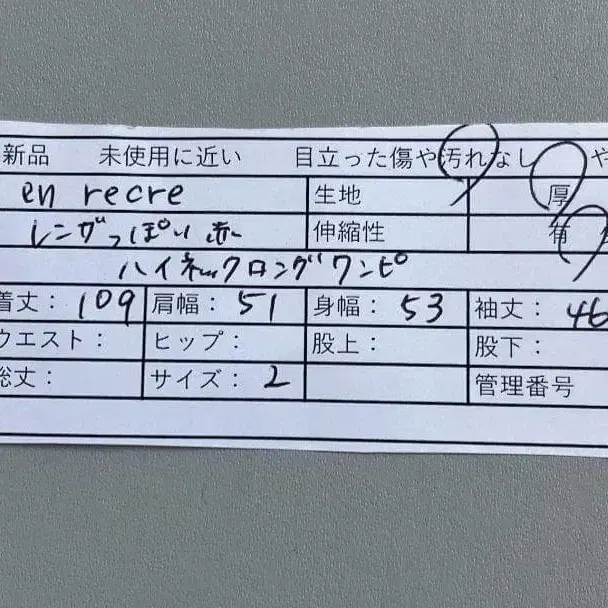 新品 未使用に近い 目立った傷や汚れなし や
en recre 生地 厚
レンガっぽい赤 伸縮性 有
ハイネックロングワンピ
着丈： 109 肩幅： 51 身幅： 53 袖丈： 46
ウエスト： ヒップ： 股上： 股下：
総丈： サイズ： 2 管理番号